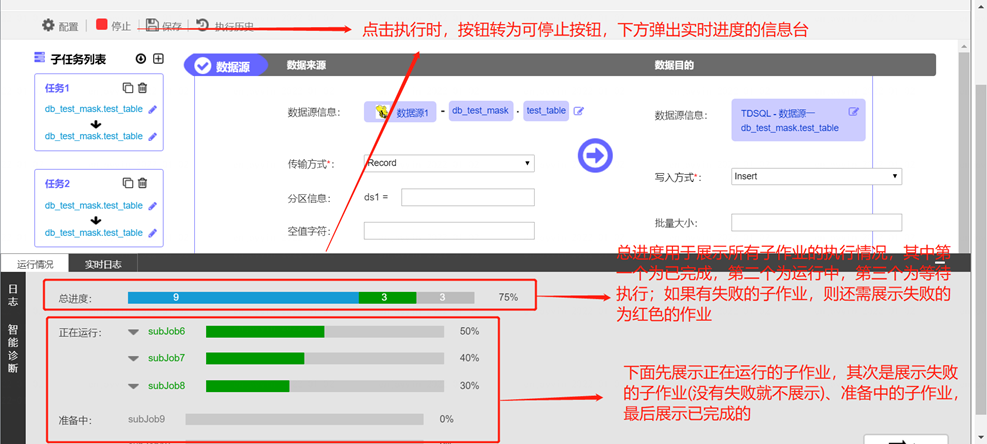 配置 停止 保存 执行历史
点击执行时，按钮转为可停止按钮，下方弹出实时进度的信息台
子任务列表
数据源 数据来源 数据目的
任务1
db_test_mask.test_table
db_test_mask.test_table
数据源信息： 数据源1 - db_test_mask . test_table
数据源信息： TDSQL - 数据源一
db_test_mask.test_table
传输方式*： Record
写入方式*： Insert
任务2
db_test_mask.test_table
db_test_mask.test_table
分区信息： ds1 =
批量大小：
空值字符：
总进度用于展示所有子作业的执行情况，其中第
一个为已完成，第二个为运行中，第三个为等待
执行；如果有失败的子作业，则还需展示失败的
为红色的作业
运行情况 实时日志
日志
智能诊断
总进度： 9 3 3 75%
正在运行： subJob6 50%
subJob7 40%
subJob8 30%
准备中： subJob9 0%
下面先展示正在运行的子作业，其次是展示失败
的子作业(没有失败就不展示)、准备中的子作业，
最后展示已完成的